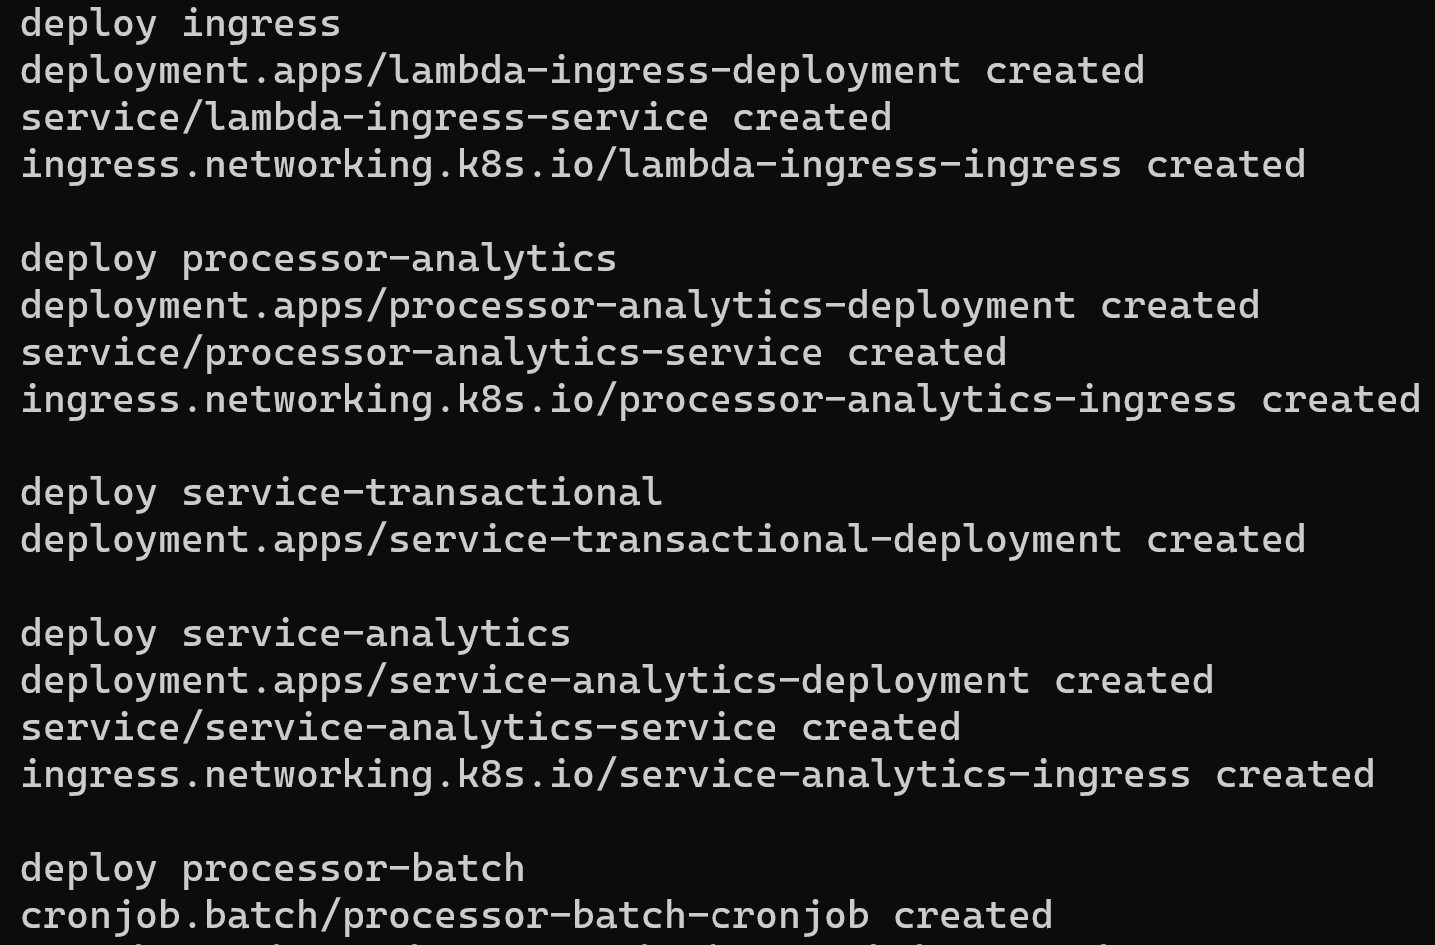 deploy ingress
deployment.apps/lambda-ingress-deployment created
service/lambda-ingress-service created
ingress.networking.k8s.io/lambda-ingress-ingress created
deploy processor-analytics
deployment.apps/processor-analytics-deployment created
service/processor-analytics-service created
ingress.networking.k8s.io/processor-analytics-ingress created
deploy service-transactional
deployment.apps/service-transactional-deployment created
deploy service-analytics
deployment.apps/service-analytics-deployment created
service/service-analytics-service created
ingress.networking.k8s.io/service-analytics-ingress created
deploy processor-batch
cronjob.batch/processor-batch-cronjob created